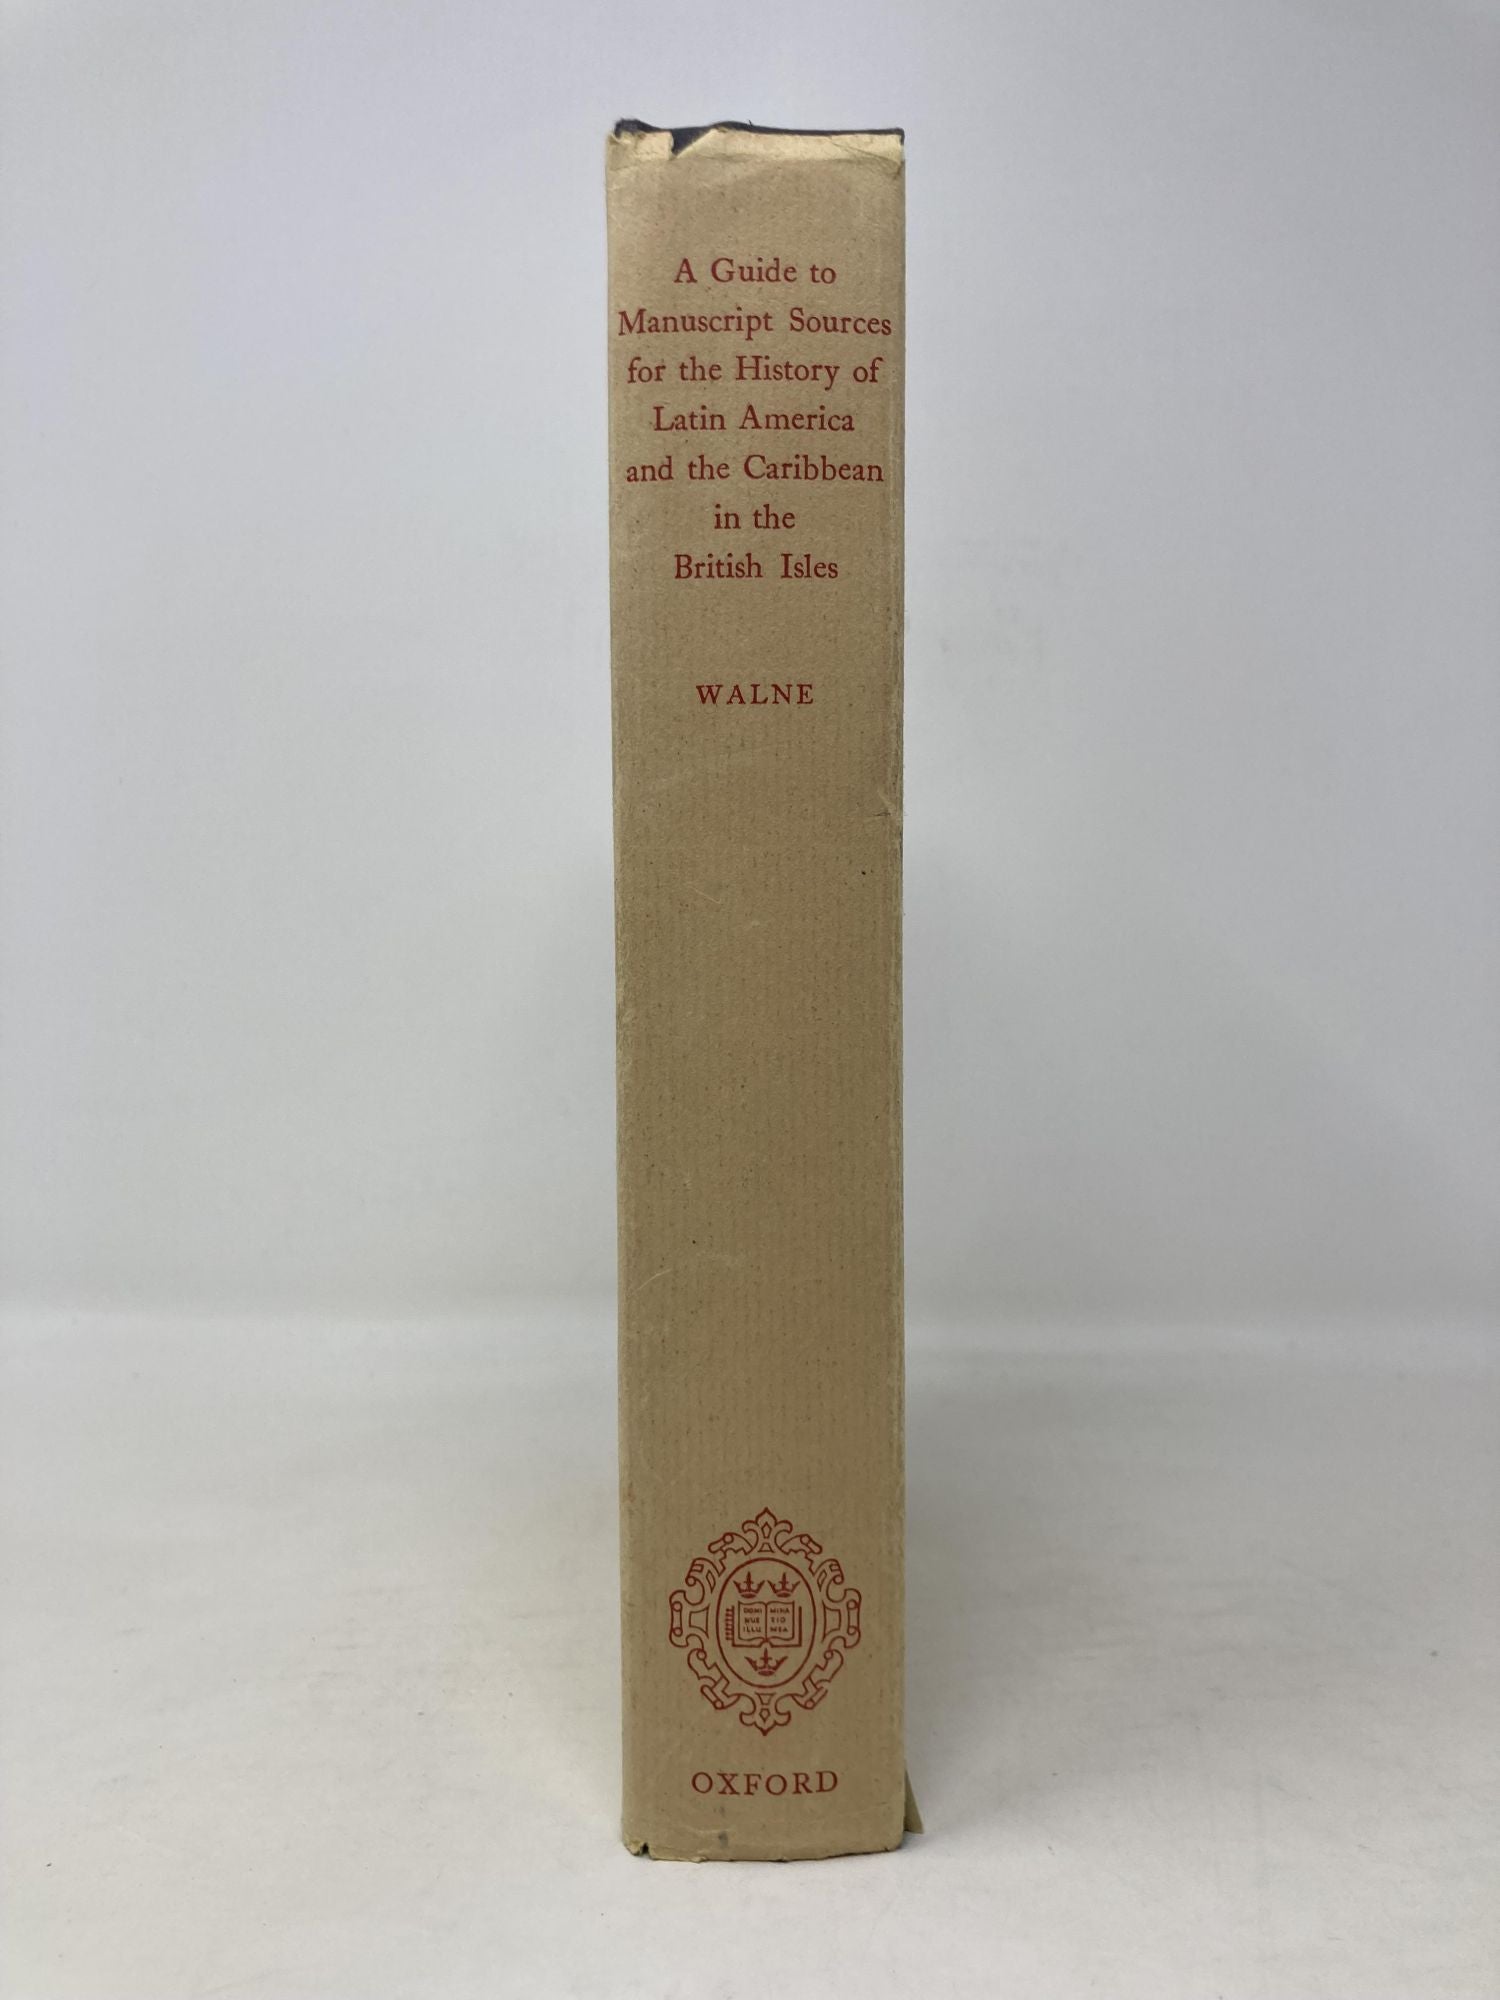 A Guide to
Manuscript Sources
for the History of
Latin America
and the Caribbean
in the
British Isles
WALNE
DOMI MINA
NUS TIO
ILLU MEA
OXFORD